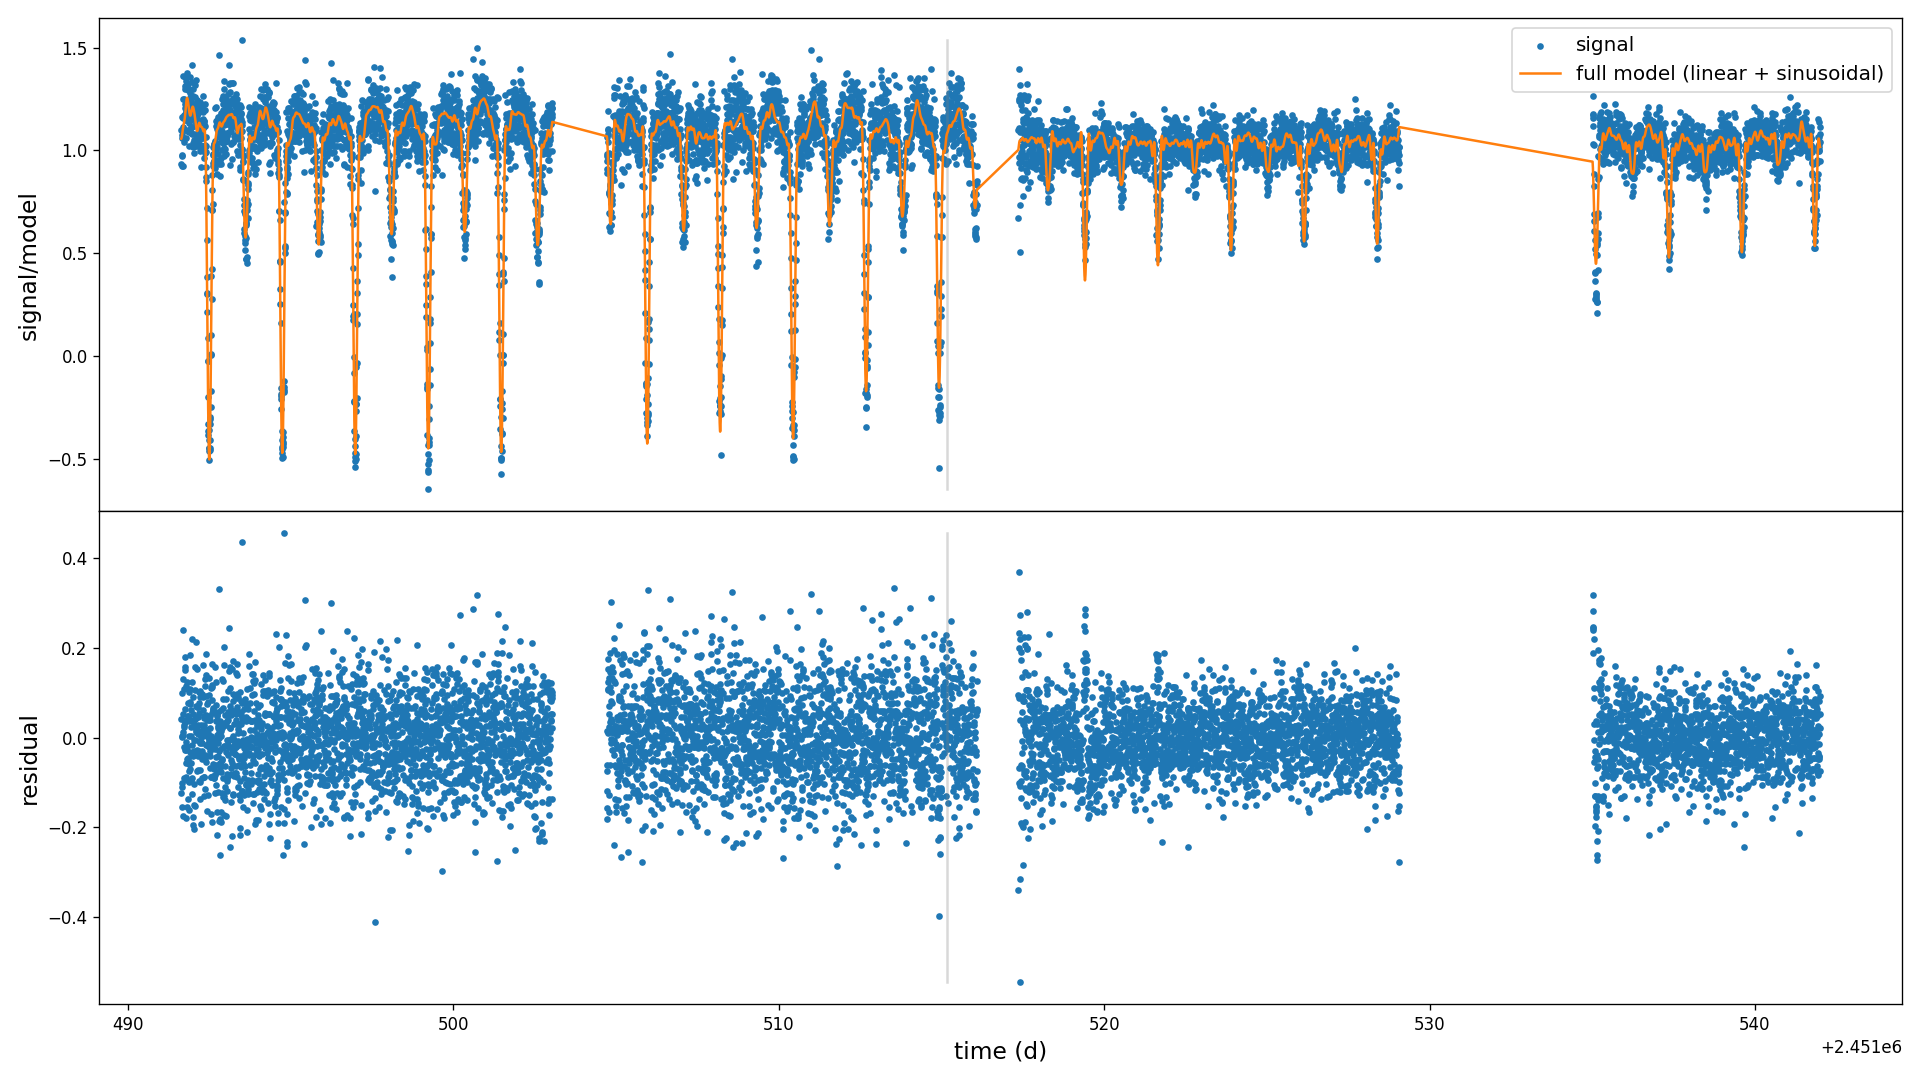 signal/model
1.5
1.0
0.5
0.0
−0.5
signal
full model (linear + sinusoidal)
residual
0.4
0.2
0.0
−0.2
−0.4
490
500
510
520
530
540
time (d)
+2.451e6